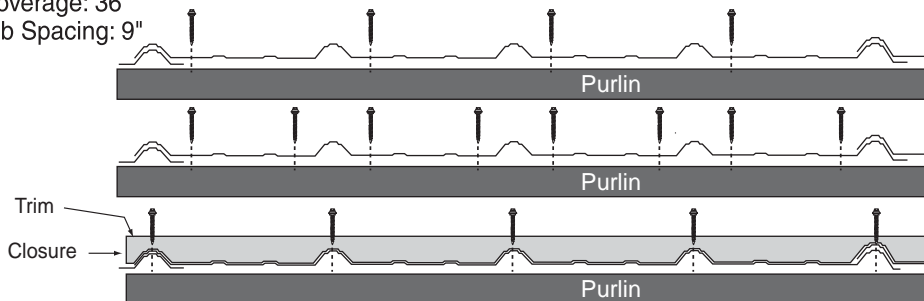 overage: 36"
b Spacing: 9"
Purlin
Purlin
Trim
Closure
Purlin